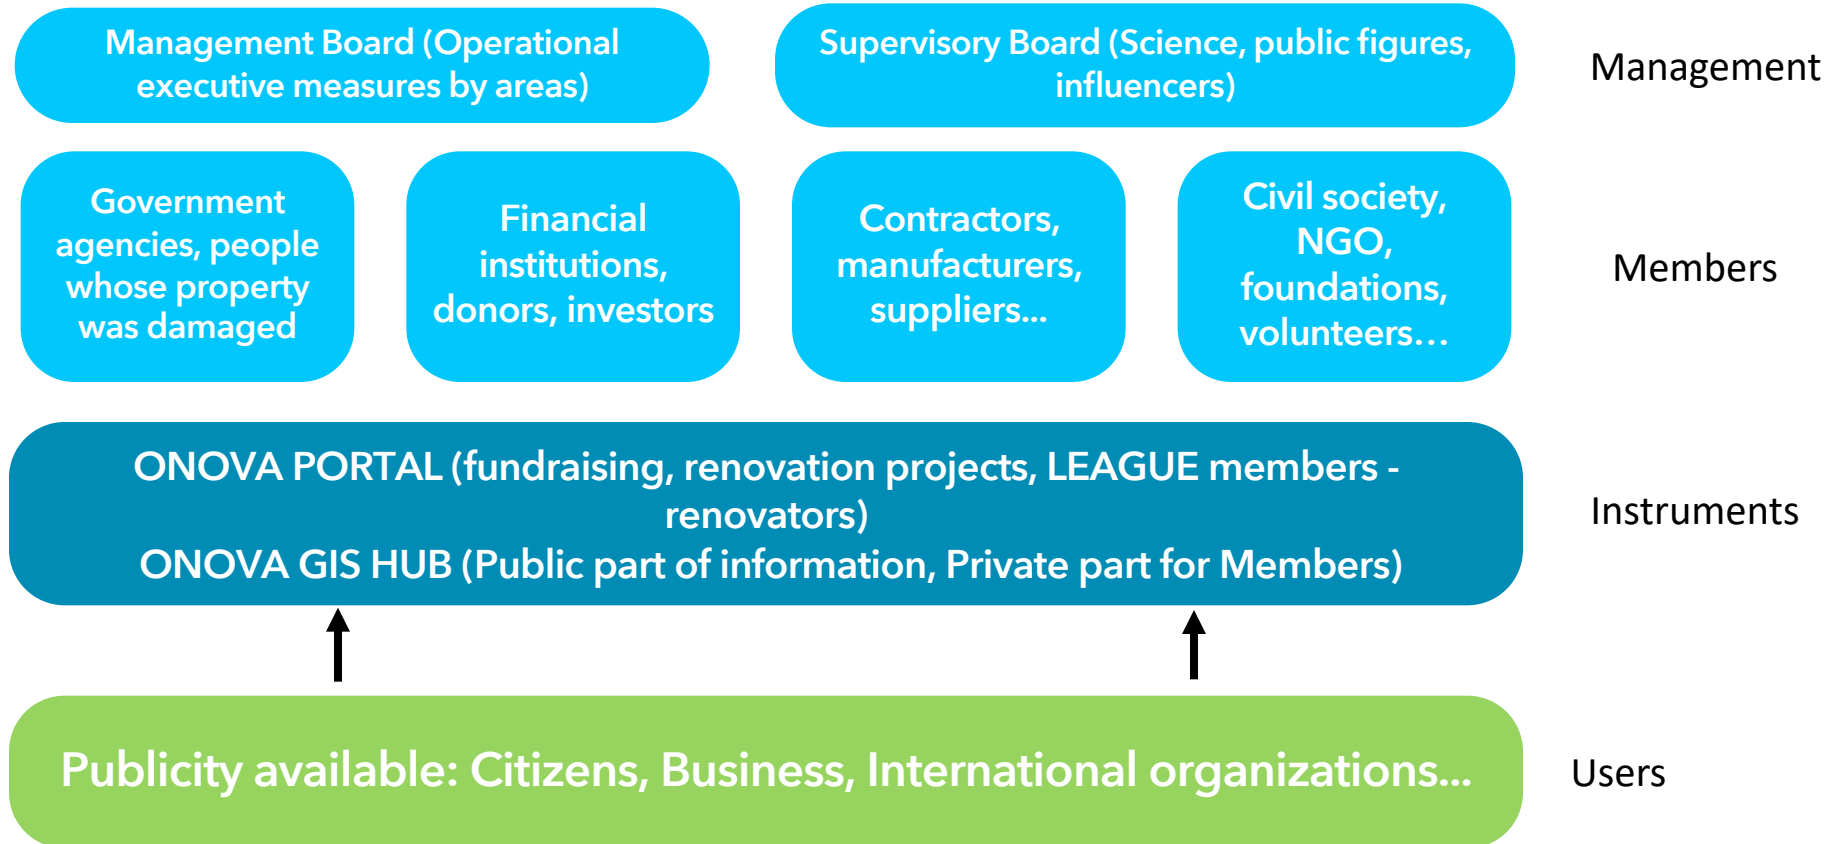 Management Board (Operational
executive measures by areas)
Supervisory Board (Science, public figures,
influencers)
Management
Government
agencies, people
whose property
was damaged
Financial
institutions,
donors, investors
Contractors,
manufacturers,
suppliers...
Civil society,
NGO,
foundations,
volunteers...
Members
ONOVA PORTAL (fundraising, renovation projects, LEAGUE members -
renovators)
ONOVA GIS HUB (Public part of information, Private part for Members)
Instruments
Publicity available: Citizens, Business, International organizations...
Users